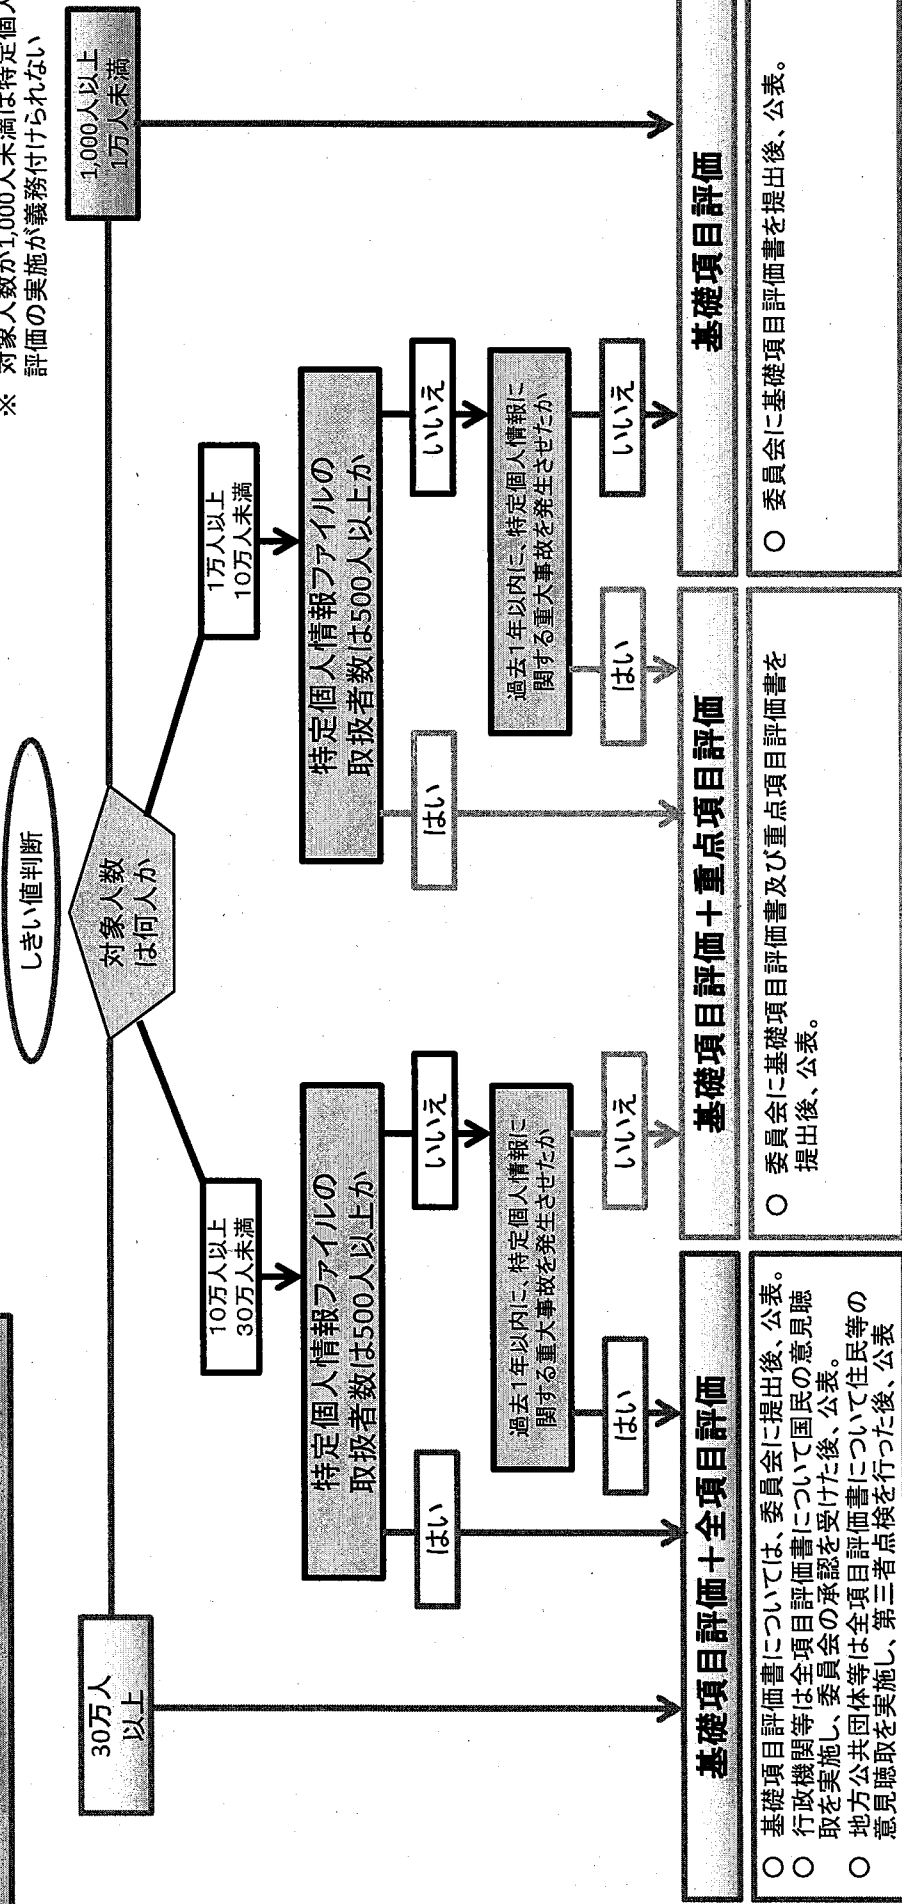 ※ 対象人数が1,000人未満は特定個人
評価の実施が義務付けられない
しきい値判断
対象人数
は何人か
30万人
以上
10万人以上
30万人未満
1万人以上
10万人未満
1,000人以上
1万人未満
特定個人情報ファイルの
取扱者数は500人以上か
はい
いいえ
過去1年以内に、特定個人情報に
関する重大事故を発生させたか
はい
いいえ
特定個人情報ファイルの
取扱者数は500人以上か
はい
いいえ
過去1年以内に、特定個人情報に
関する重大事故を発生させたか
はい
いいえ
基礎項目評価＋全項目評価
○ 基礎項目評価書については、委員会に提出後、公表。
○ 行政機関等は全項目評価書について国民の意見聴
取を実施し、委員会の承認を受けた後、公表。
○ 地方公共団体等は全項目評価書について住民等の
意見聴取を実施し、第三者点検を行った後、公表
基礎項目評価＋重点項目評価
○ 委員会に基礎項目評価書及び重点項目評価書を
提出後、公表。
基礎項目評価
○ 委員会に基礎項目評価書を提出後、公表。